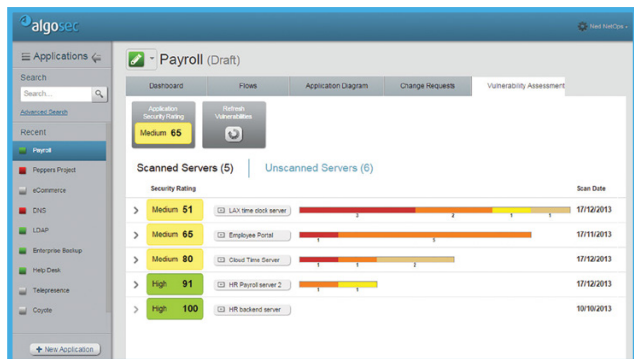 algosec
Ned NetOps
Applications
Search
Search...
Advanced Search
Recent
Payroll
Peppers Project
eCommerce
DNS
LDAP
Enterprise Backup
Help Desk
Telepresence
Coyote
+ New Application
Payroll (Draft)
Dashboard Flows Application Diagram Change Requests Vulnerability Assessment
Application Security Rating
Medium 65
Refresh Vulnerabilities
Scanned Servers (5) Unscanned Servers (6)
Security Rating Scan Date
Medium 51 LAX time clock server 17/12/2013
Medium 65 Employee Portal 1 5 17/11/2013
Medium 80 Cloud Time Server 1 1 17/12/2013
High 91 HR Payroll server 2 1 1 17/12/2013
High 100 HR backend server 10/10/2013